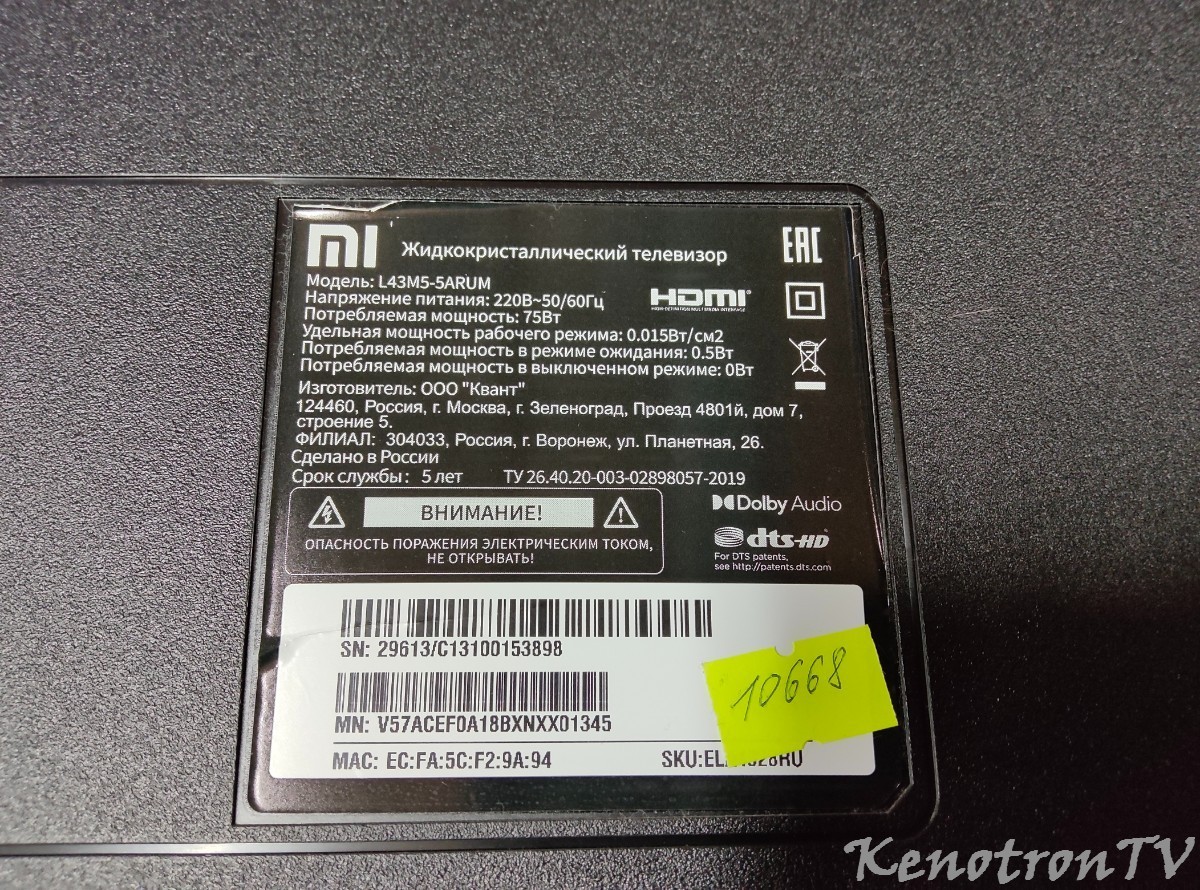 MI
Жидкокристаллический телевизор
EAC
Модель: L43M5-5ARUM
Напряжение питания: 220В~50/60Гц
HDMI®
HIGH-DEFINITION MULTIMEDIA INTERFACE
Потребляемая мощность: 75Вт
Удельная мощность рабочего режима: 0.015Вт/см2
Потребляемая мощность в режиме ожидания: 0.5Вт
Потребляемая мощность в выключенном режиме: 0Вт
Изготовитель: ООО "Квант"
124460, Россия, г. Москва, г. Зеленоград, Проезд 4801й, дом 7,
строение 5.
ФИЛИАЛ: 304033, Россия, г. Воронеж, ул. Планетная, 26.
Сделано в России
Срок службы: 5 лет ТУ 26.40.20-003-02898057-2019
ВНИМАНИЕ!
ОПАСНОСТЬ ПОРАЖЕНИЯ ЭЛЕКТРИЧЕСКИМ ТОКОМ,
НЕ ОТКРЫВАТЬ!
Dolby Audio
dts-HD
For DTS patents,
see http://patents.dts.com
SN: 29613/C13100153898
10668
MN: V57ACEF0A18BXNXX01345
MAC: EC:FA:5C:F2:9A:94 
KenotronTV